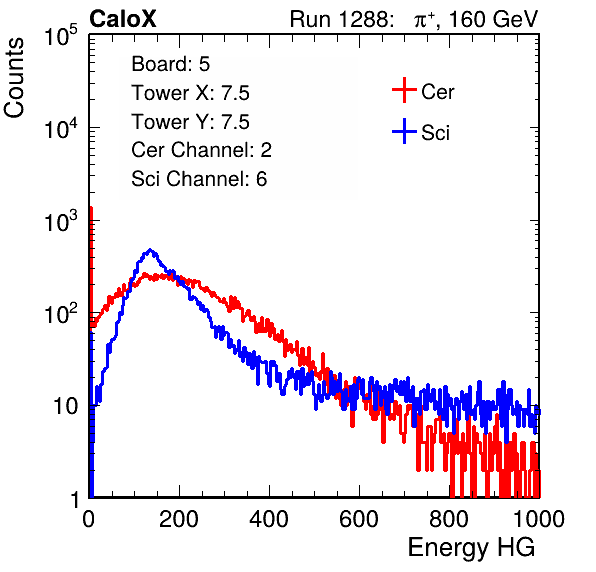 CaloX Run 1288: π⁺, 160 GeV
Counts
Board: 5
Tower X: 7.5
Tower Y: 7.5
Cer Channel: 2
Sci Channel: 6
Cer
Sci
10⁵
10⁴
10³
10²
10
1
0 200 400 600 800 1000
Energy HG